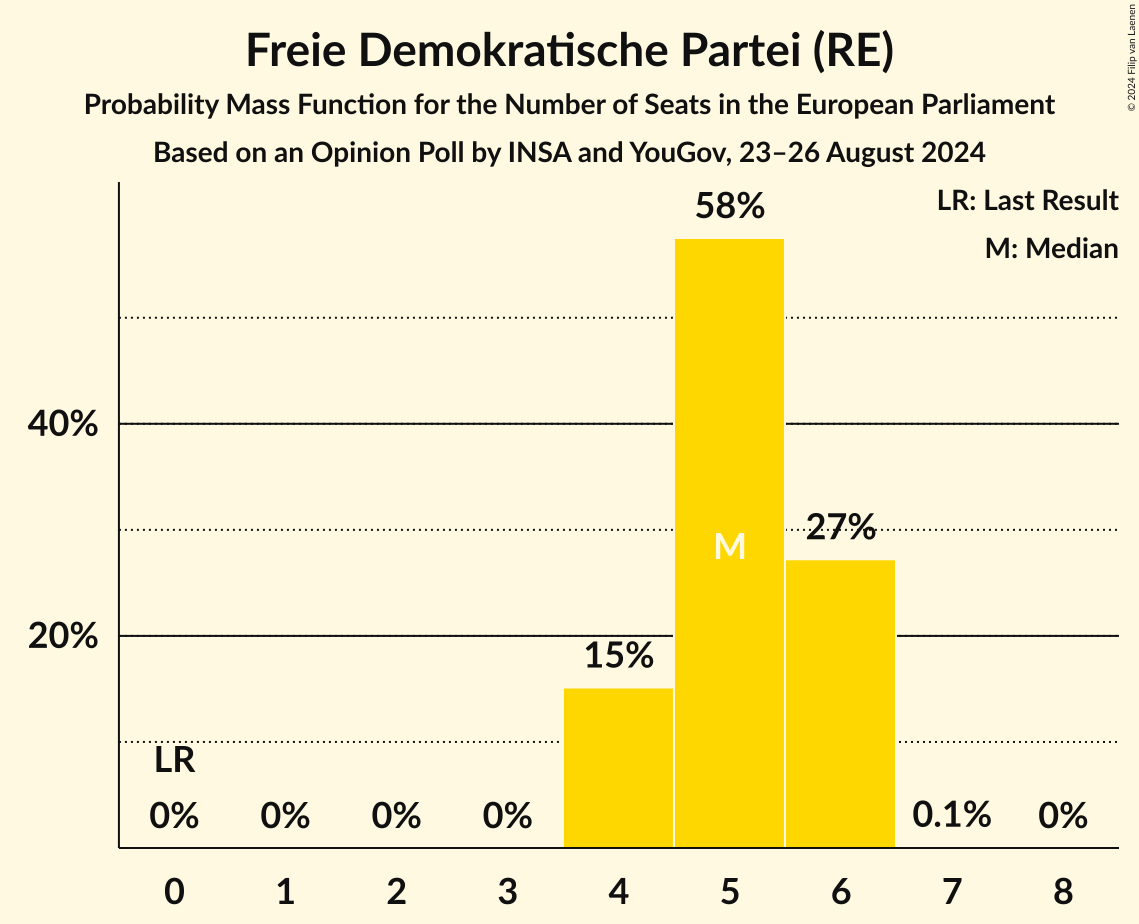 Freie Demokratische Partei (RE)
Probability Mass Function for the Number of Seats in the European Parliament
Based on an Opinion Poll by INSA and YouGov, 23–26 August 2024
© 2024 Filip van Laenen
LR: Last Result
M: Median
58%
40%
M
27%
20%
15%
LR
0%
0%
0%
0%
0.1%
0%
0
1
2
3
4
5
6
7
8